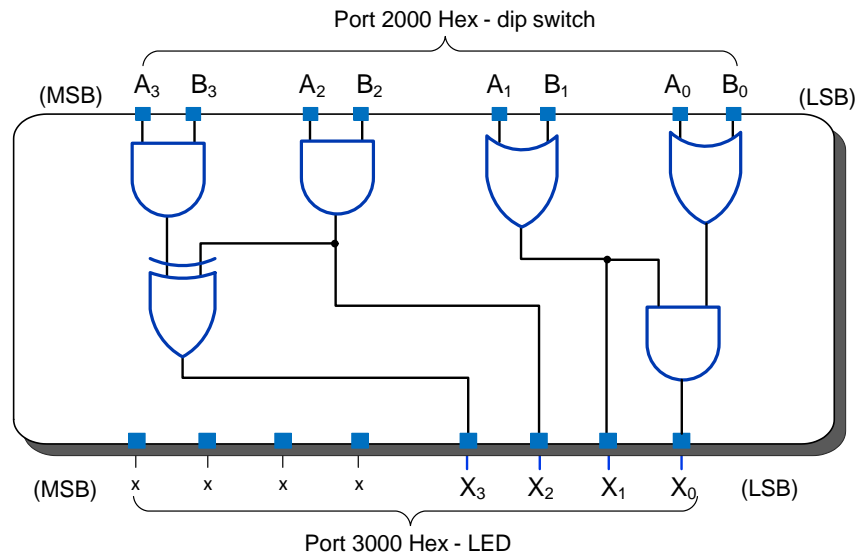 Port 2000 Hex - dip switch
(MSB) A₃ B₃ A₂ B₂ A₁ B₁ A₀ B₀ (LSB)
(MSB) x x x x X₃ X₂ X₁ X₀ (LSB)
Port 3000 Hex - LED